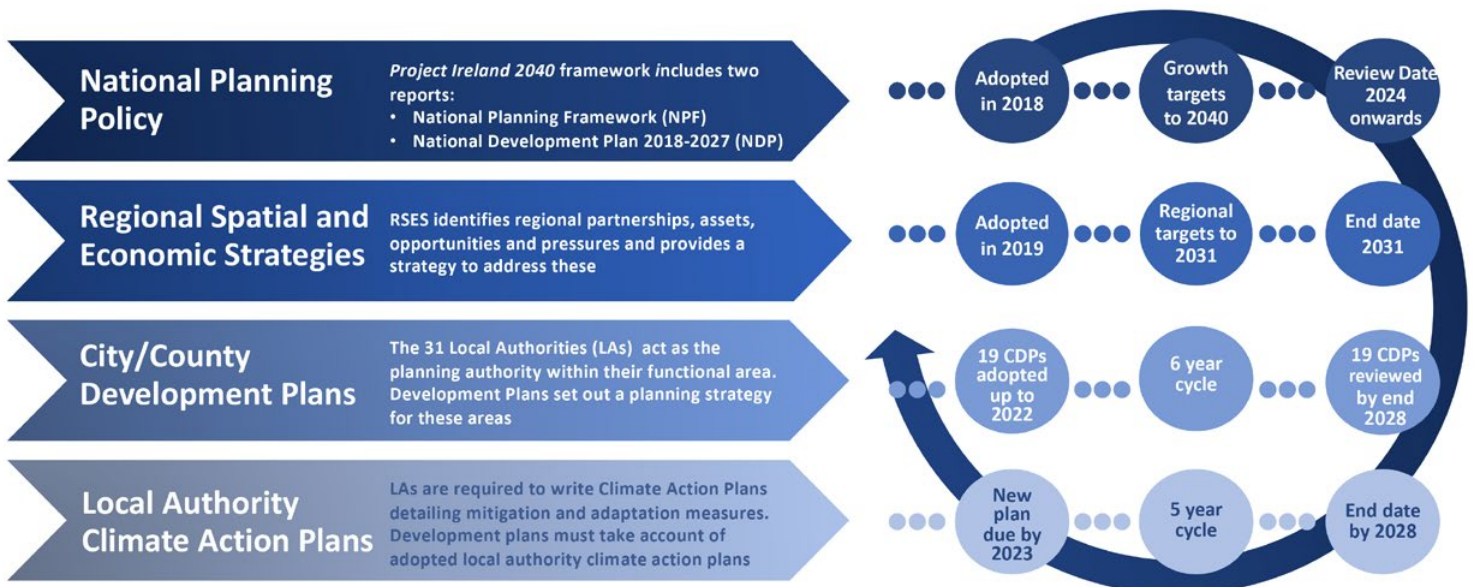 National Planning
Policy
Project Ireland 2040 framework includes two
reports:
• National Planning Framework (NPF)
• National Development Plan 2018-2027 (NDP)
Adopted
in 2018
Growth
targets
to 2040
Review Date
2024
onwards
Regional Spatial and
Economic Strategies
RSES identifies regional partnerships, assets,
opportunities and pressures and provides a
strategy to address these
Adopted
in 2019
Regional
targets to
2031
End date
2031
City/County
Development Plans
The 31 Local Authorities (LAs) act as the
planning authority within their functional area.
Development Plans set out a planning strategy
for these areas
19 CDPs
adopted
up to
2022
6 year
cycle
19 CDPs
reviewed
by end
2028
Local Authority
Climate Action Plans
LAs are required to write Climate Action Plans
detailing mitigation and adaptation measures.
Development plans must take account of
adopted local authority climate action plans
New
plan
due by
2023
5 year
cycle
End date
by 2028